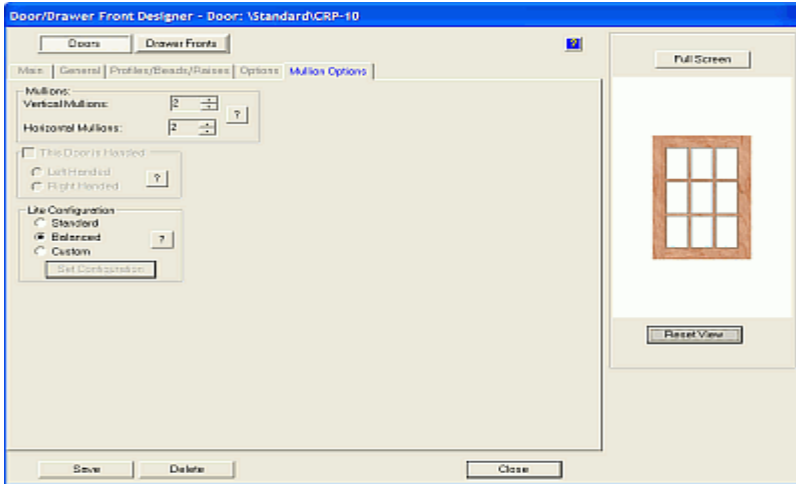 Door/Drawer Front Designer - Door: \Standard\CRP-10
Doors
Drawer Fronts
?
Main
General
Profiles/Beads/Raises
Options
Mullion Options
Mullions:
Vertical Mullions:
2
?
Horizontal Mullions:
2
This Door is Handed
Left Handed
Right Handed
?
Lite Configuration
Standard
Balanced
Custom
?
Set Configuration
Full Screen
Reset View
Save
Delete
Close